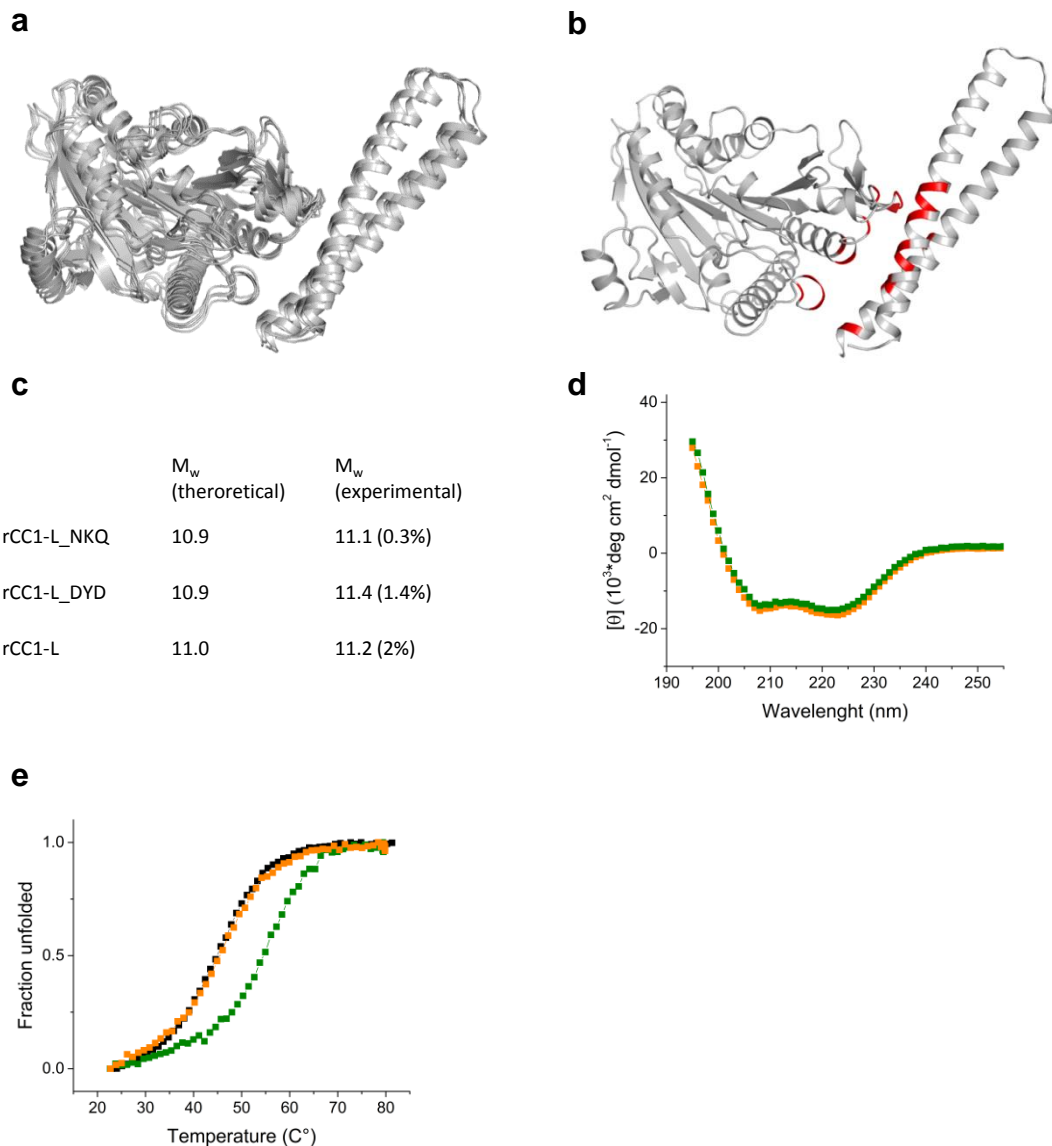 a
b
c
M_w (theroretical)
M_w (experimental)
rCC1-L_NKQ 10.9 11.1 (0.3%)
rCC1-L_DYD 10.9 11.4 (1.4%)
rCC1-L 11.0 11.2 (2%)
d
[θ] (10³*deg cm² dmol⁻¹)
40
20
0
-20
190 200 210 220 230 240 250
Wavelenght (nm)
e
Fraction unfolded
1.0
0.5
0.0
20 30 40 50 60 70 80
Temperature (C°)